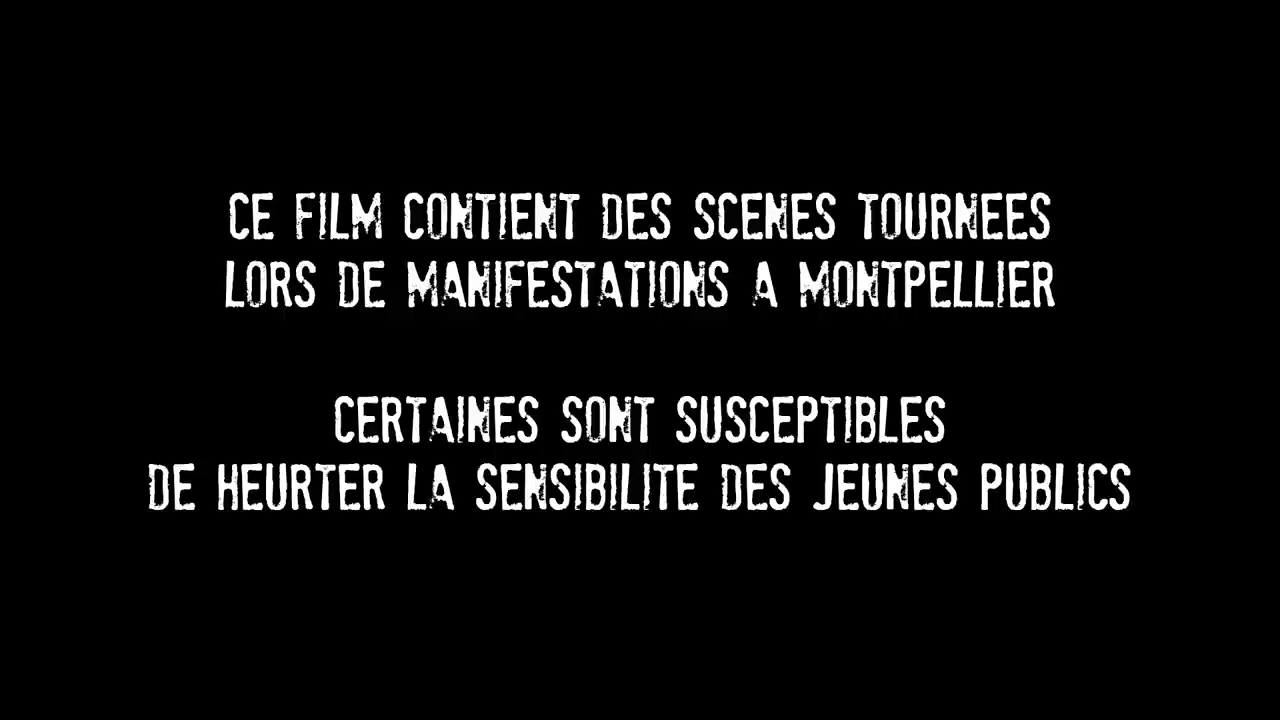 CE FILM CONTIENT DES SCENES TOURNEES
LORS DE MANIFESTATIONS A MONTPELLIER
CERTAINES SONT SUSCEPTIBLES
DE HEURTER LA SENSIBILITE DES JEUNES PUBLICS